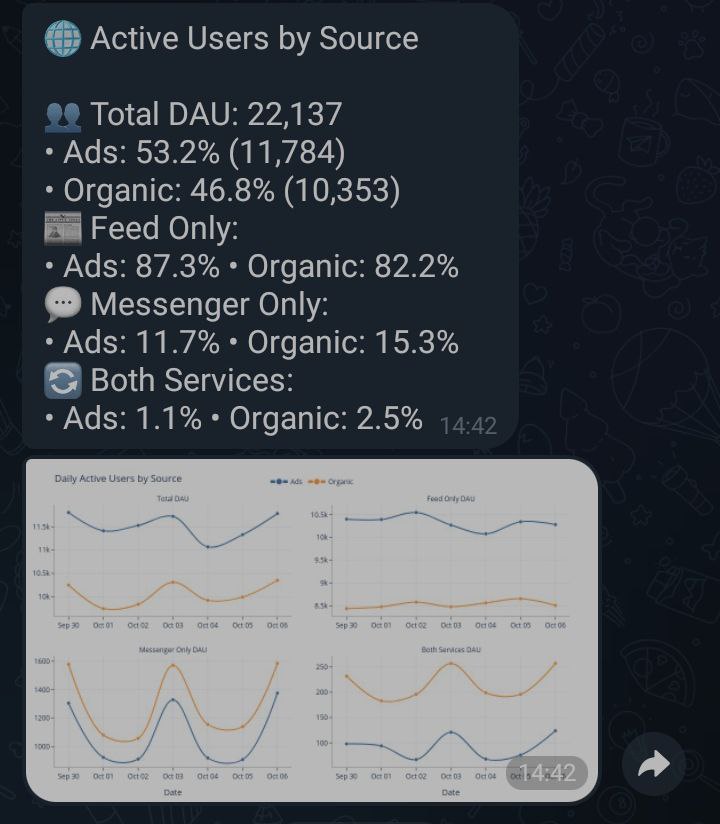 🌐 Active Users by Source
👥 Total DAU: 22,137
• Ads: 53.2% (11,784)
• Organic: 46.8% (10,353)
📰 Feed Only:
• Ads: 87.3% • Organic: 82.2%
💬 Messenger Only:
• Ads: 11.7% • Organic: 15.3%
🔄 Both Services:
• Ads: 1.1% • Organic: 2.5% 14:42
Daily Active Users by Source
Ads Organic
Total DAU
11.5k
11k
10.5k
10k
Sep 30 Oct 01 Oct 02 Oct 03 Oct 04 Oct 05 Oct 06
Feed Only DAU
10.5k
10k
9.5k
9k
8.5k
Sep 30 Oct 01 Oct 02 Oct 03 Oct 04 Oct 05 Oct 06
Messenger Only DAU
1600
1400
1200
1000
Sep 30 Oct 01 Oct 02 Oct 03 Oct 04 Oct 05 Oct 06
Date
Both Services DAU
250
200
150
100
Sep 30 Oct 01 Oct 02 Oct 03 Oct 04 Oct 05 Oct 06
Date
14:42